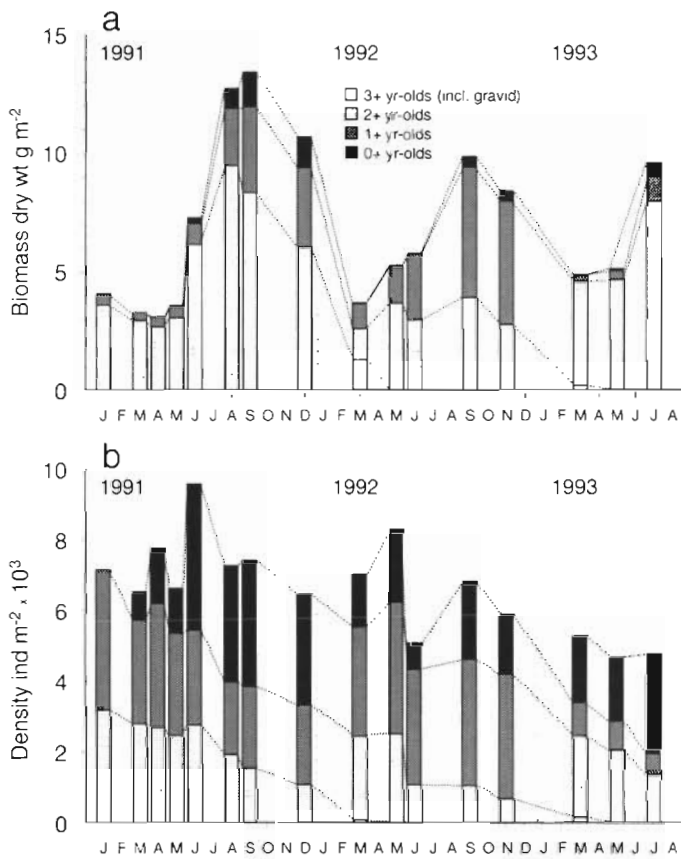 a
15
1991
1992
1993
3+ yr-olds (incl. gravid)
2+ yr-olds
1+ yr-olds
0+ yr-olds
10
5
0
Biomass dry wt g m-2
J F M A M J J A S O N D J F M A M J J A S O N D J F M A M J J A
b
10
1991
1992
1993
8
6
4
2
0
Density ind m-2 x 10³
J F M A M J J A S O N D J F M A M J J A S O N D J F M A M J J A